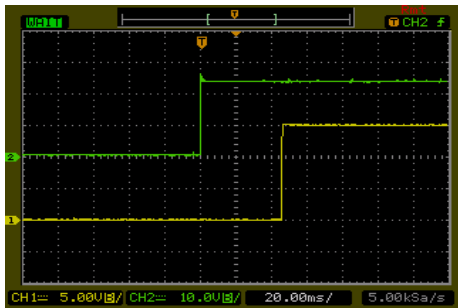 WAIT
[ T ]
T CH2
T
2
1
CH1 5.00V B/ CH2 10.0V B/ 20.00ms/ 5.00kSa/s